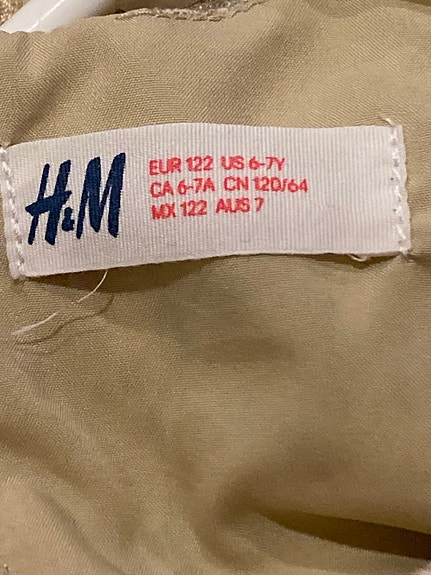 H&M
EUR 122 US 6-7Y
CA 6-7A CN 120/64
MX 122 AUS 7